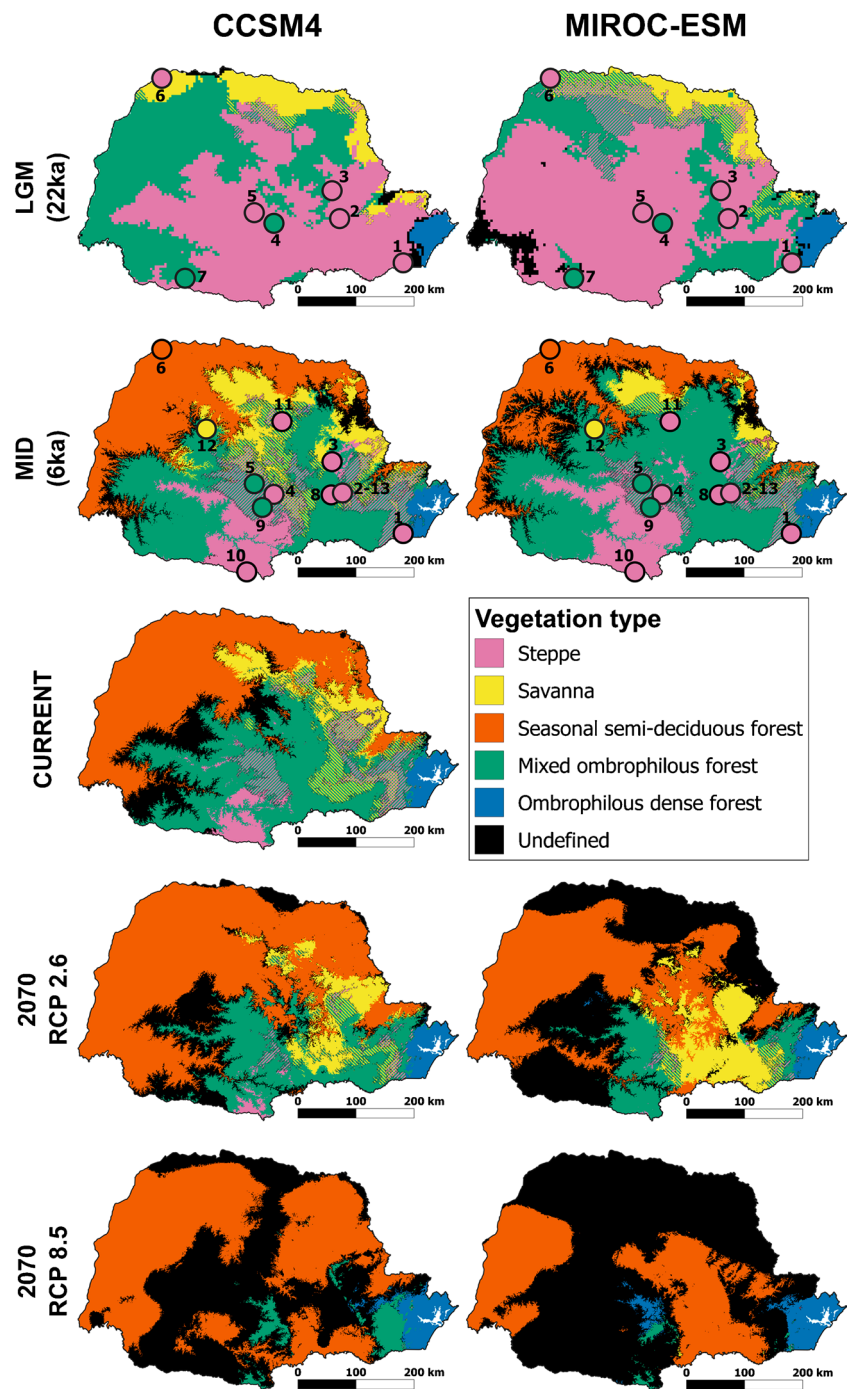 CCSM4 MIROC-ESM
LGM
(22ka)
6
3
5
2
4
1
7
0 100 200 km
6
3
5
2
4
1
7
0 100 200 km
MID
(6ka)
6
11
12
3
5
4
8
2-13
9
1
10
0 100 200 km
6
11
12
3
5
4
8
2-13
9
1
10
0 100 200 km
CURRENT
0 100 200 km
Vegetation type
Steppe
Savanna
Seasonal semi-deciduous forest
Mixed ombrophilous forest
Ombrophilous dense forest
Undefined
2070
RCP 2.6
0 100 200 km
0 100 200 km
2070
RCP 8.5
0 100 200 km
0 100 200 km